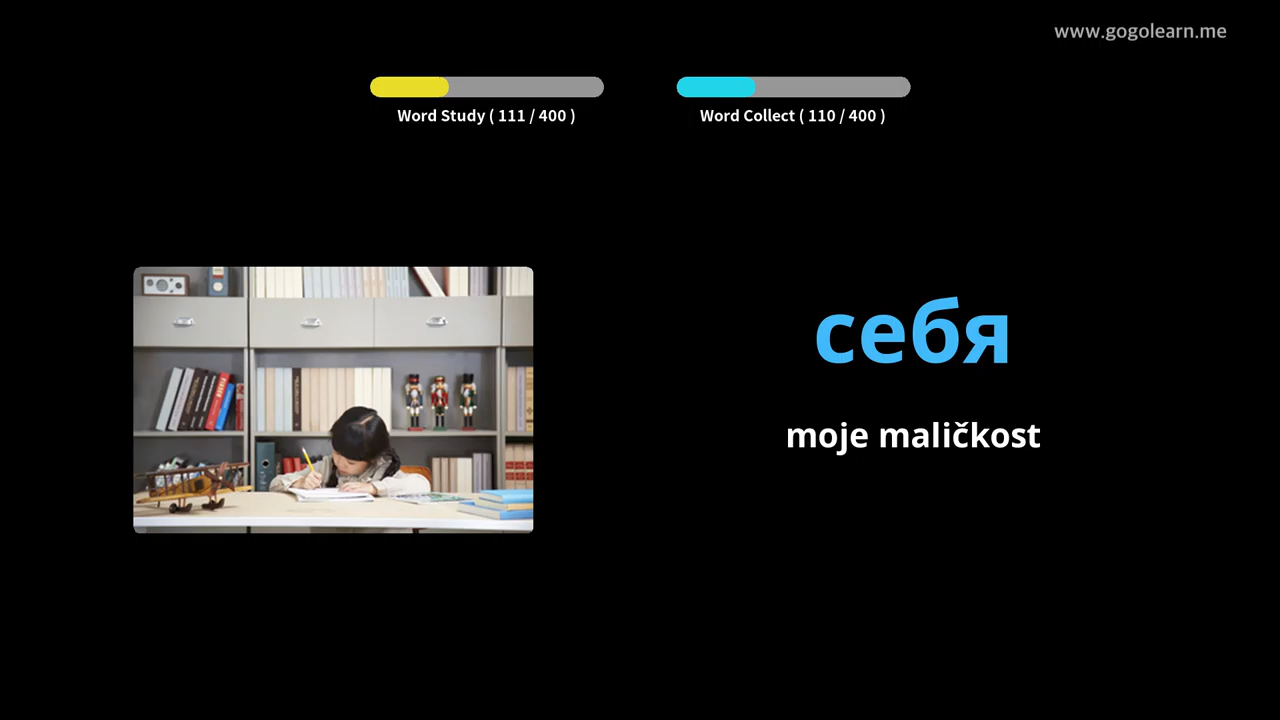 www.gogolearn.me
Word Study ( 111 / 400 )
Word Collect ( 110 / 400 )
себя
moje maličkost